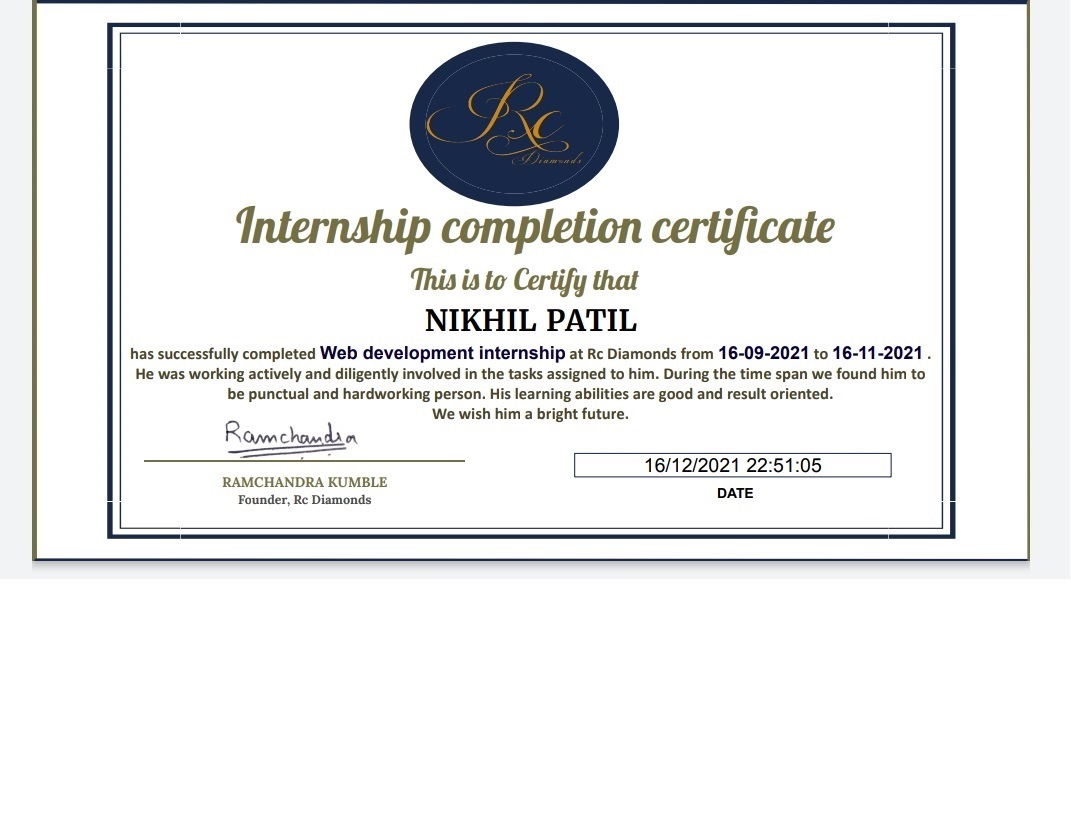 Rc
Diamonds
Internship completion certificate
This is to Certify that
NIKHIL PATIL
has successfully completed Web development internship at Rc Diamonds from 16-09-2021 to 16-11-2021 .
He was working actively and diligently involved in the tasks assigned to him. During the time span we found him to
be punctual and hardworking person. His learning abilities are good and result oriented.
We wish him a bright future.
Ramchandra
16/12/2021 22:51:05
RAMCHANDRA KUMBLE
DATE
Founder, Rc Diamonds